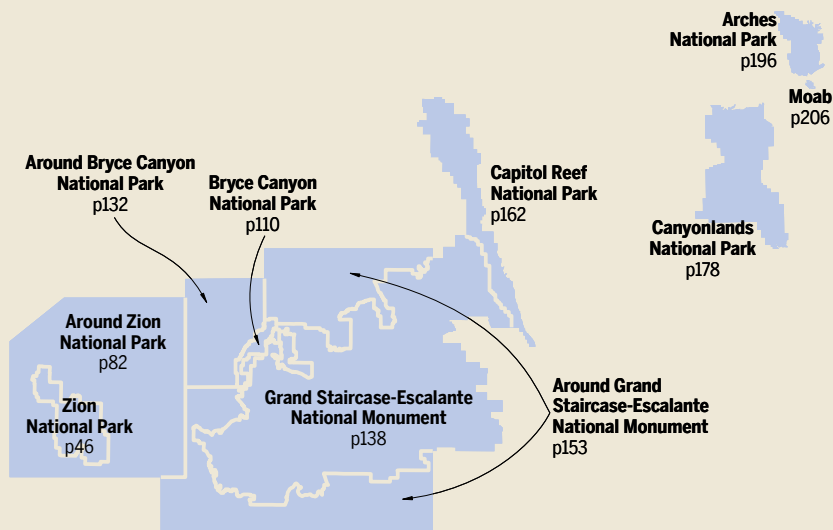 Arches
National Park
p196
Moab
p206
Around Bryce Canyon
National Park
p132
Bryce Canyon
National Park
p110
Capitol Reef
National Park
p162
Canyonlands
National Park
p178
Around Zion
National Park
p82
Zion
National Park
p46
Grand Staircase-Escalante
National Monument
p138
Around Grand
Staircase-Escalante
National Monument
p153